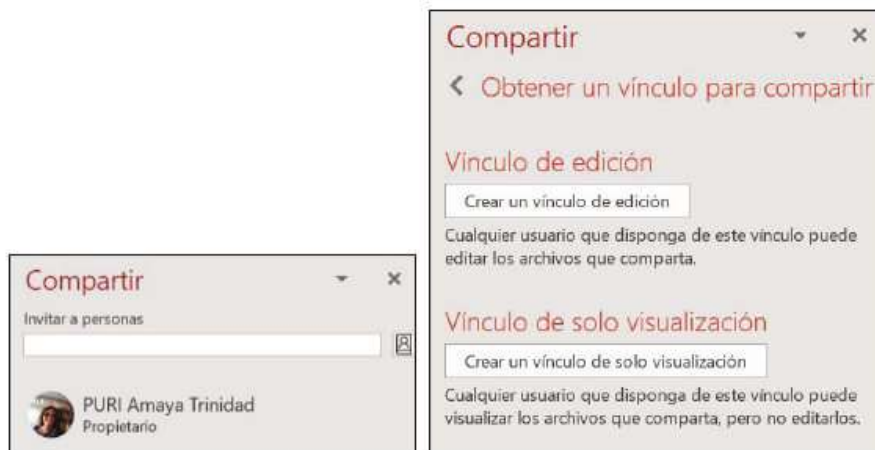 Compartir
Invitar a personas
PURI Amaya Trinidad
Propietario
Compartir
Obtener un vínculo para compartir
Vínculo de edición
Crear un vínculo de edición
Cualquier usuario que disponga de este vínculo puede
editar los archivos que comparta.
Vínculo de solo visualización
Crear un vínculo de solo visualización
Cualquier usuario que disponga de este vínculo puede
visualizar los archivos que comparta, pero no editarlos.